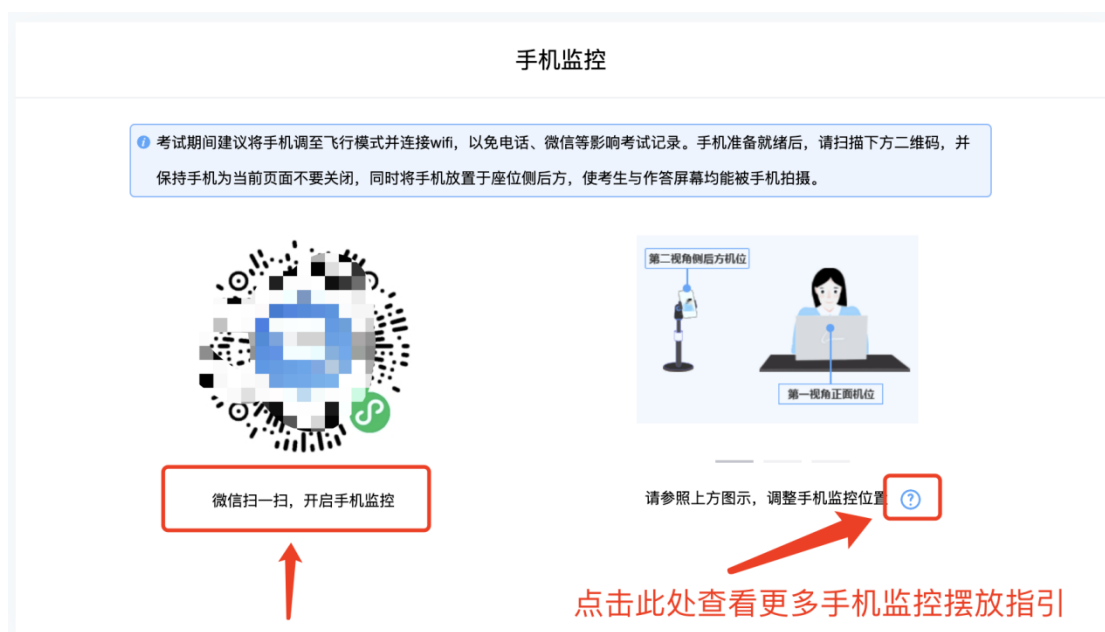 手机监控
考试期间建议将手机调至飞行模式并连接wifi，以免电话、微信等影响考试记录。手机准备就绪后，请扫描下方二维码，并
保持手机为当前页面不要关闭，同时将手机放置于座位侧后方，使考生与作答屏幕均能被手机拍摄。
第二视角侧后方机位
第一视角正面机位
微信扫一扫，开启手机监控
请参照上方图示，调整手机监控位置
点击此处查看更多手机监控摆放指引